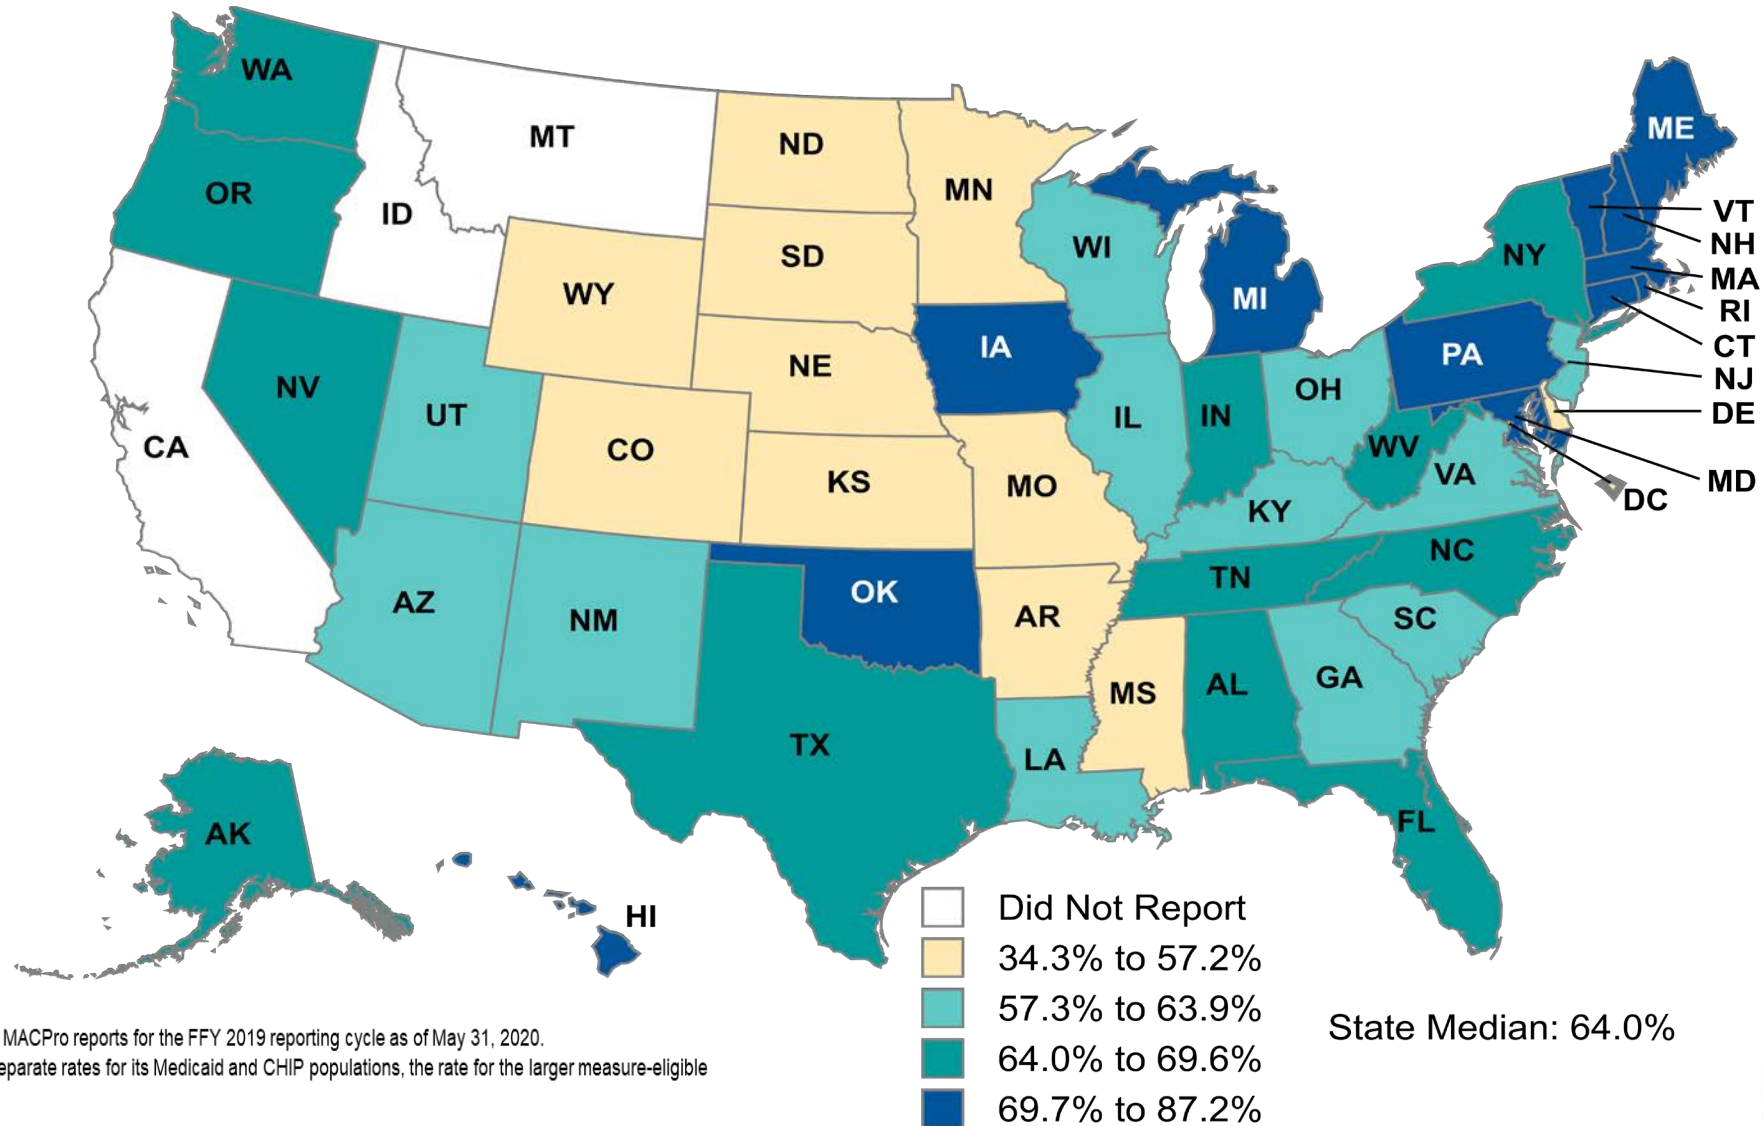 WA
MT
ND
MN
ME
OR
ID
SD
WI
VT
NH
NY
MA
WY
MI
RI
IA
PA
CT
NE
NJ
NV
OH
UT
IL
IN
DE
CA
CO
KS
MO
WV
VA
MD
KY
DC
NC
AZ
NM
OK
TN
AR
SC
MS
AL
GA
TX
LA
AK
FL
HI
Did Not Report
34.3% to 57.2%
57.3% to 63.9%
64.0% to 69.6%
69.7% to 87.2%
State Median: 64.0%
MACPro reports for the FFY 2019 reporting cycle as of May 31, 2020.
eparate rates for its Medicaid and CHIP populations, the rate for the larger measure-eligible